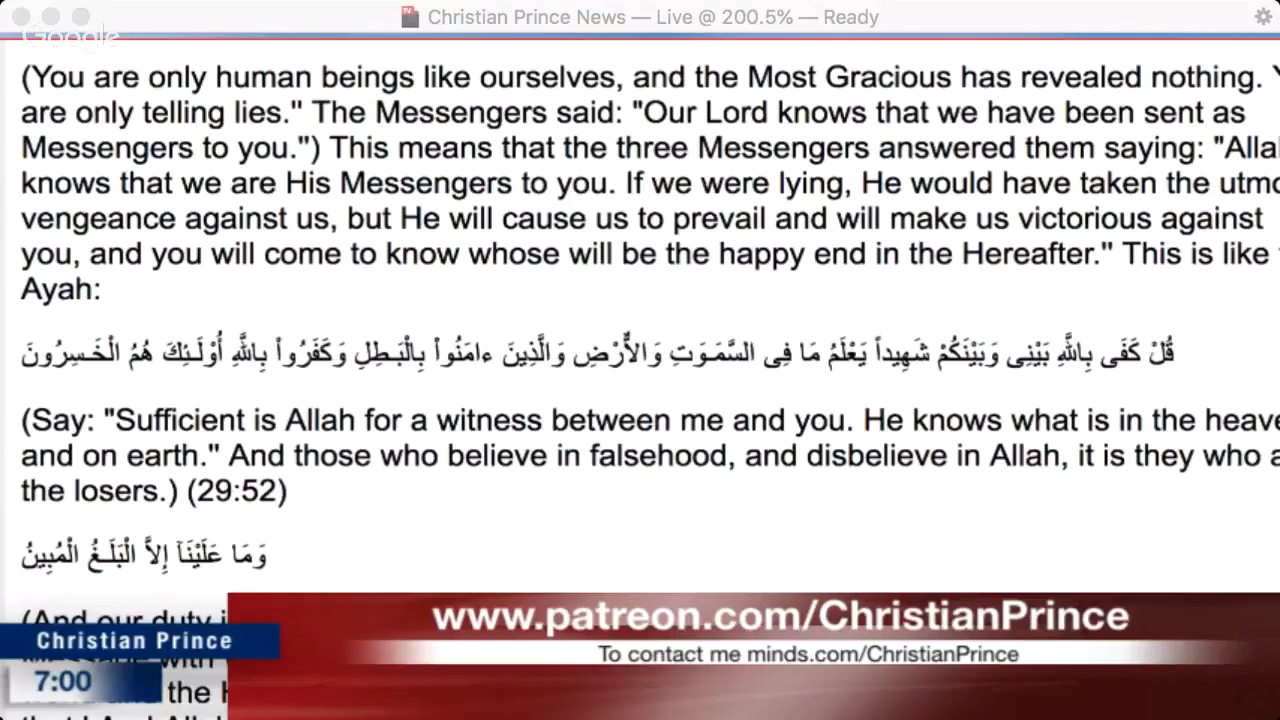 Christian Prince News — Live @ 200.5% — Ready
Google
(You are only human beings like ourselves, and the Most Gracious has revealed nothing.
are only telling lies." The Messengers said: "Our Lord knows that we have been sent as
Messengers to you.") This means that the three Messengers answered them saying: "Allah
knows that we are His Messengers to you. If we were lying, He would have taken the
vengeance against us, but He will cause us to prevail and will make us victorious against
you, and you will come to know whose will be the happy end in the Hereafter." This is like
Ayah:
قُلْ كَفَى بِاللَّهِ بَيْنِى وَبَيْنَكُمْ شَهِيداً يَعْلَمُ مَا فِى السَّمَـوَتِ وَالاٌّرْضِ وَالَّذِينَ ءامَنُواْ بِالْبَـطِلِ وَكَفَرُواْ بِاللَّهِ أُوْلَـئِكَ هُمُ الْخَـسِرُونَ
(Say: "Sufficient is Allah for a witness between me and you. He knows what is in the
and on earth." And those who believe in falsehood, and disbelieve in Allah, it is they who
the losers.) (29:52)
وَمَا عَلَيْنَآ إِلاَّ الْبَلَـغُ الْمُبِينُ
(And our duty
www.patreon.com/ChristianPrince
Christian Prince
To contact me minds.com/ChristianPrince
7:00
the